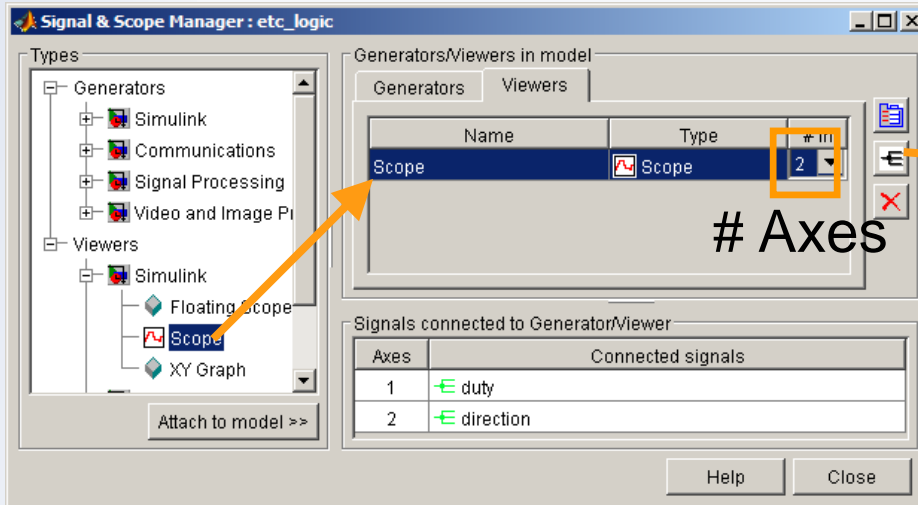 Signal & Scope Manager : etc_logic
Types
Generators
Simulink
Communications
Signal Processing
Video and Image
Viewers
Simulink
Floating Scope
Scope
XY Graph
Attach to model >>
Generators/Viewers in model
Generators Viewers
Name Type # In
Scope Scope 2
# Axes
Signals connected to Generator/Viewer
Axes Connected signals
1 duty
2 direction
Help Close